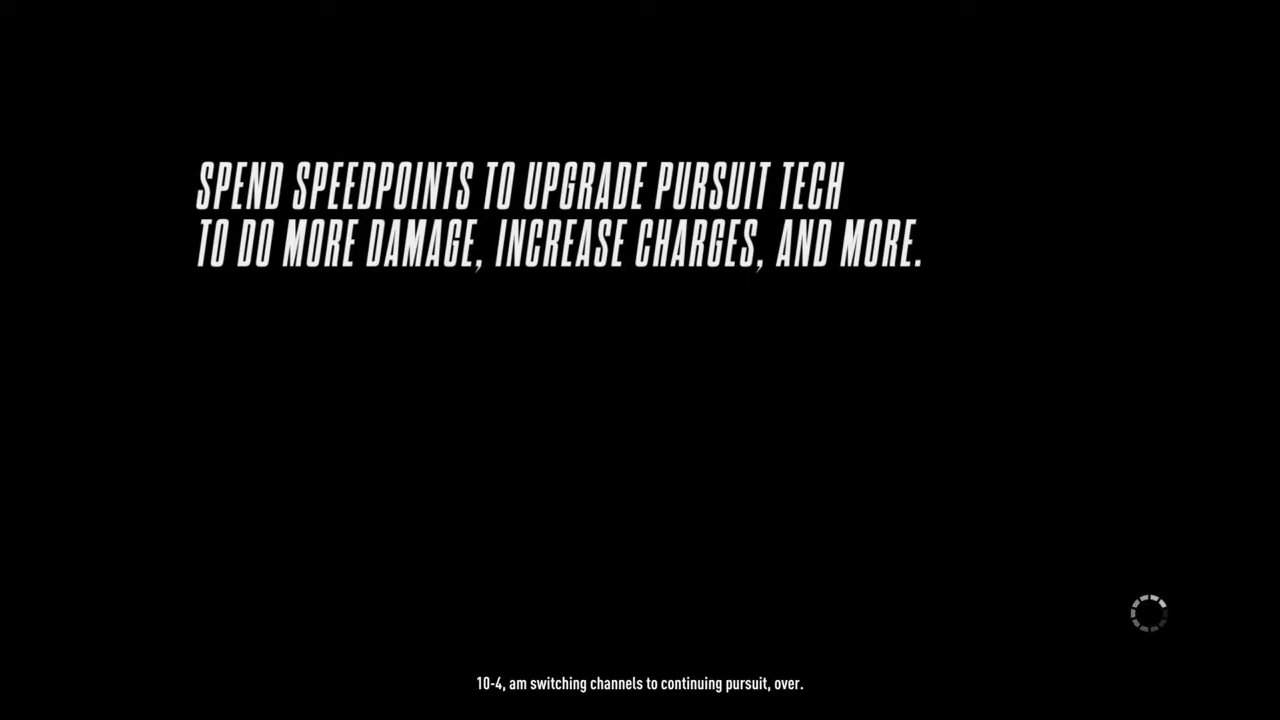 SPEND SPEEDPOINTS TO UPGRADE PURSUIT TECH
TO DO MORE DAMAGE, INCREASE CHARGES, AND MORE.
10-4, am switching channels to continuing pursuit, over.